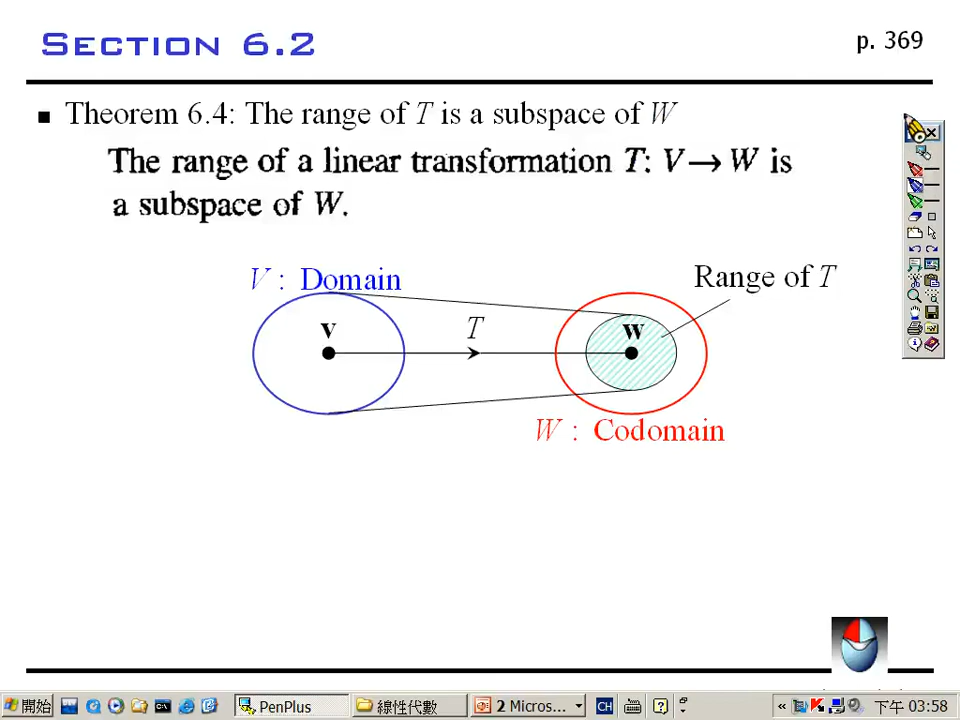 SECTION 6.2
p. 369
Theorem 6.4: The range of T is a subspace of W
The range of a linear transformation T: V → W is
a subspace of W.
V : Domain
Range of T
v
T
w
W : Codomain
開始
PenPlus
線性代數
2 Micros...
CH
«
下午 03:58